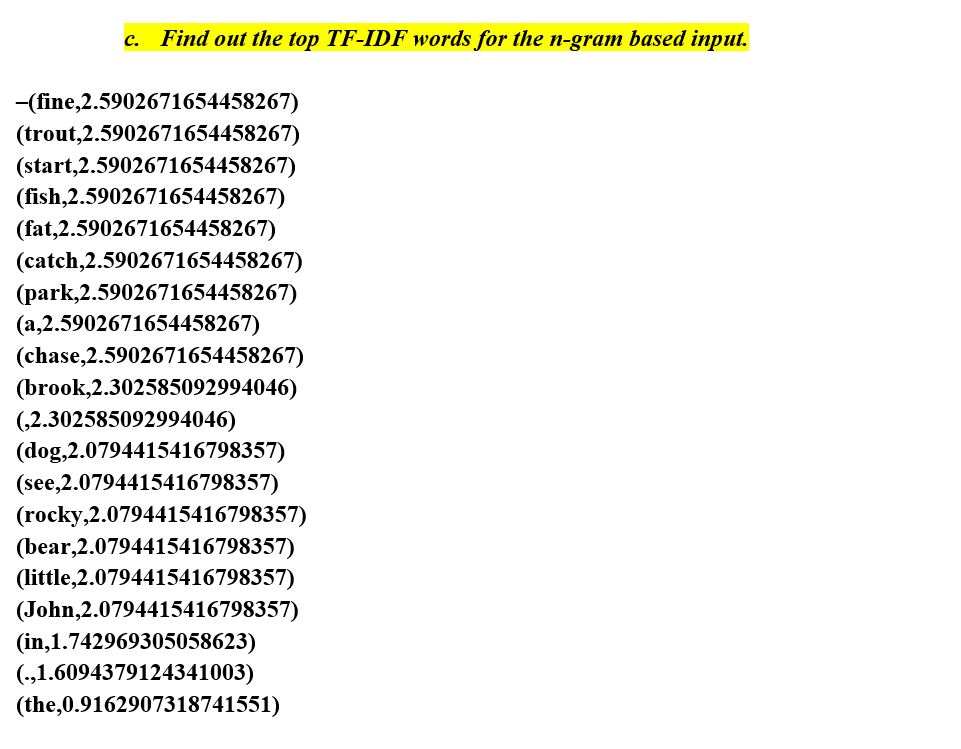 c. Find out the top TF-IDF words for the n-gram based input.
–(fine,2.5902671654458267)
(trout,2.5902671654458267)
(start,2.5902671654458267)
(fish,2.5902671654458267)
(fat,2.5902671654458267)
(catch,2.5902671654458267)
(park,2.5902671654458267)
(a,2.5902671654458267)
(chase,2.5902671654458267)
(brook,2.302585092994046)
(,2.302585092994046)
(dog,2.0794415416798357)
(see,2.0794415416798357)
(rocky,2.0794415416798357)
(bear,2.0794415416798357)
(little,2.0794415416798357)
(John,2.0794415416798357)
(in,1.742969305058623)
(.,1.6094379124341003)
(the,0.9162907318741551)